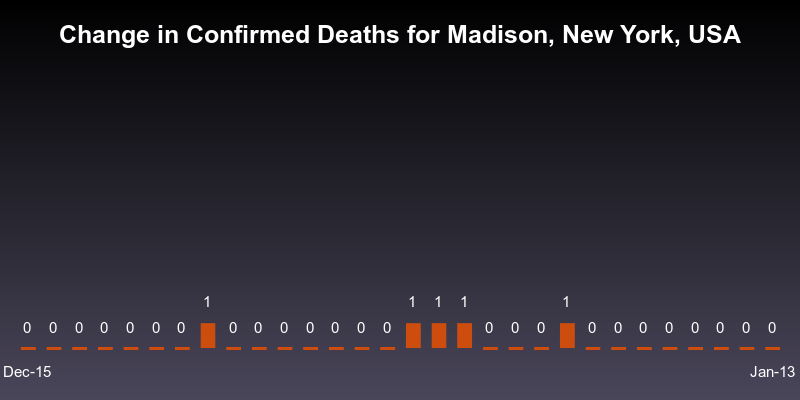 Change in Confirmed Deaths for Madison, New York, USA
1 1 1 1 1
0 0 0 0 0 0 0 0 0 0 0 0 0 0 0 0 0 0 0 0 0 0 0 0 0
Dec-15 Jan-13